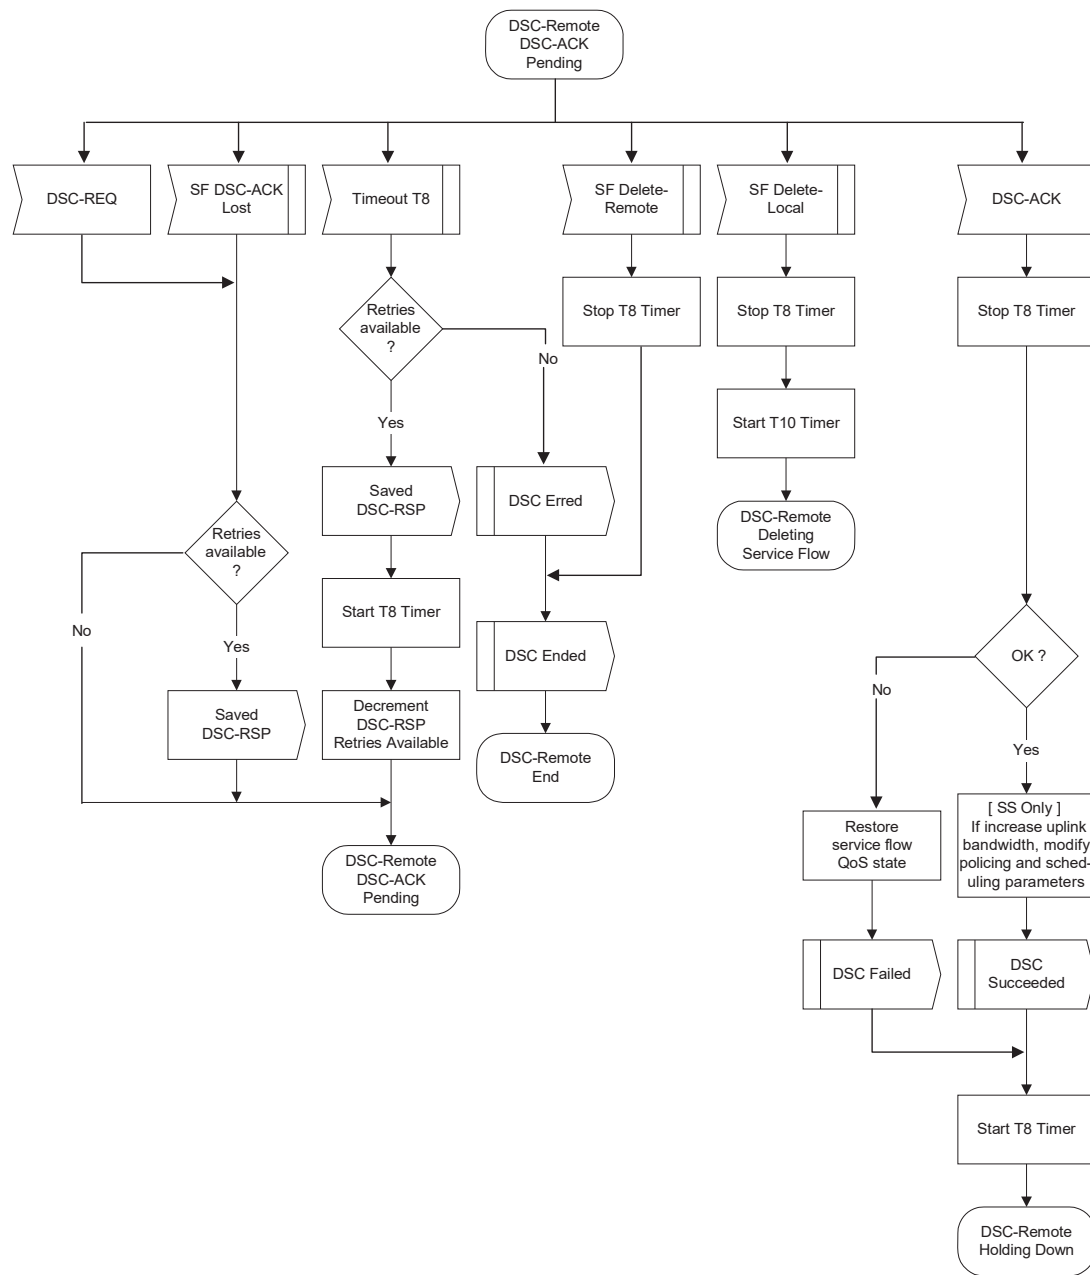 DSC-Remote
DSC-ACK
Pending
DSC-REQ
SF DSC-ACK
Lost
Timeout T8
SF Delete-
Remote
SF Delete-
Local
DSC-ACK
Retries
available
?
Stop T8 Timer
Stop T8 Timer
Stop T8 Timer
No
Yes
Start T10 Timer
Saved
DSC-RSP
DSC Erred
DSC-Remote
Deleting
Service Flow
Retries
available
?
Start T8 Timer
No
Yes
DSC Ended
OK ?
No
Saved
DSC-RSP
Decrement
DSC-RSP
Retries Available
DSC-Remote
End
Yes
DSC-Remote
DSC-ACK
Pending
Restore
service flow
QoS state
[ SS Only ]
If increase uplink
bandwidth, modify
policing and sched-
uling parameters
DSC Failed
DSC
Succeeded
Start T8 Timer
DSC-Remote
Holding Down